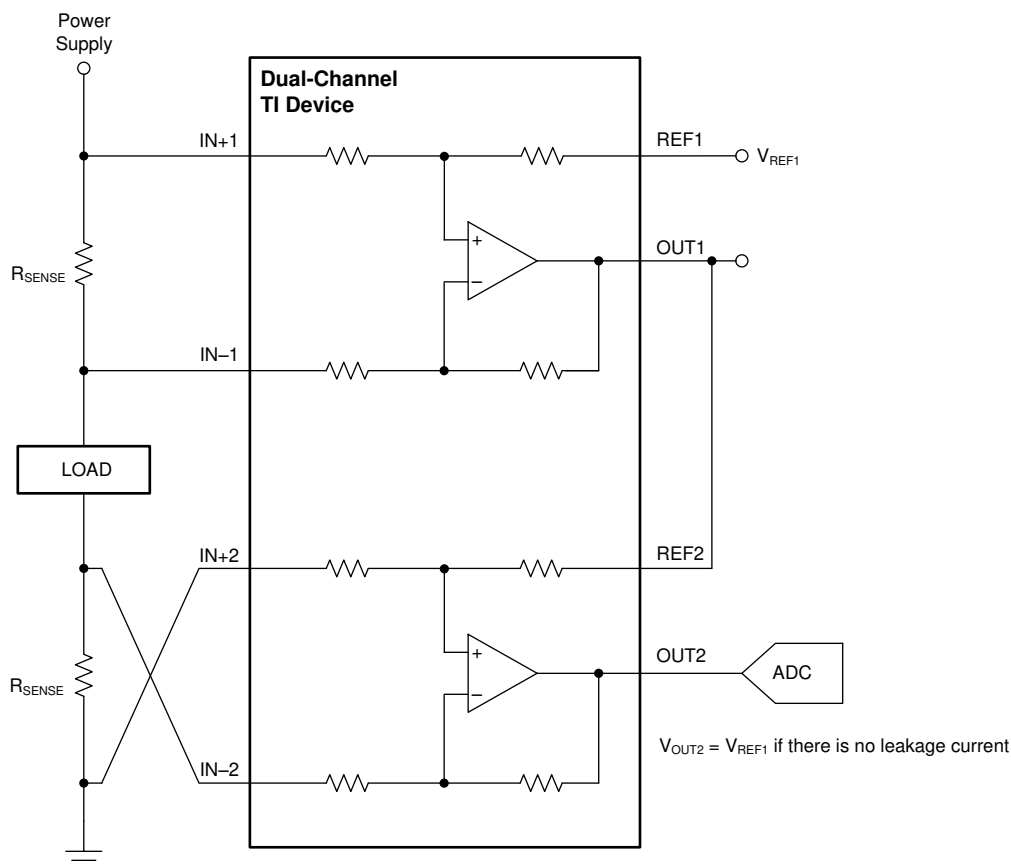 Power
Supply
Dual-Channel
TI Device
IN+1
REF1
VREF1
+
OUT1
RSENSE
–
IN–1
LOAD
IN+2
REF2
+
OUT2
ADC
RSENSE
–
VOUT2 = VREF1 if there is no leakage current
IN–2